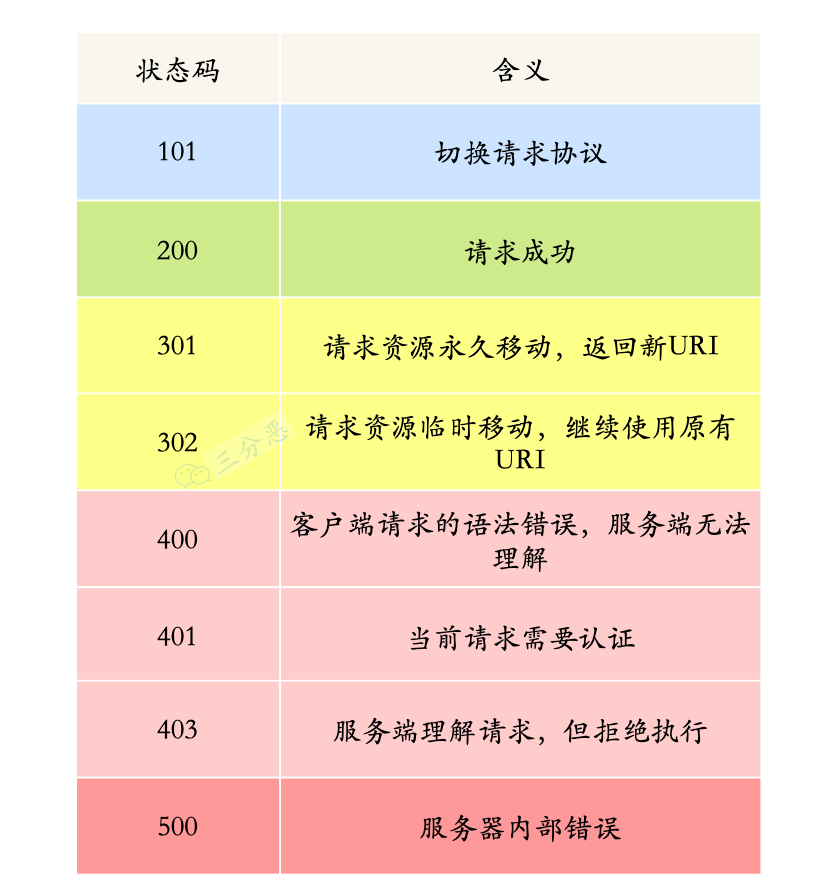 状态码 含义
101 切换请求协议
200 请求成功
301 请求资源永久移动，返回新URI
302 请求资源临时移动，继续使用原有
URI
三分恶
400 客户端请求的语法错误，服务端无法
理解
401 当前请求需要认证
403 服务端理解请求，但拒绝执行
500 服务器内部错误